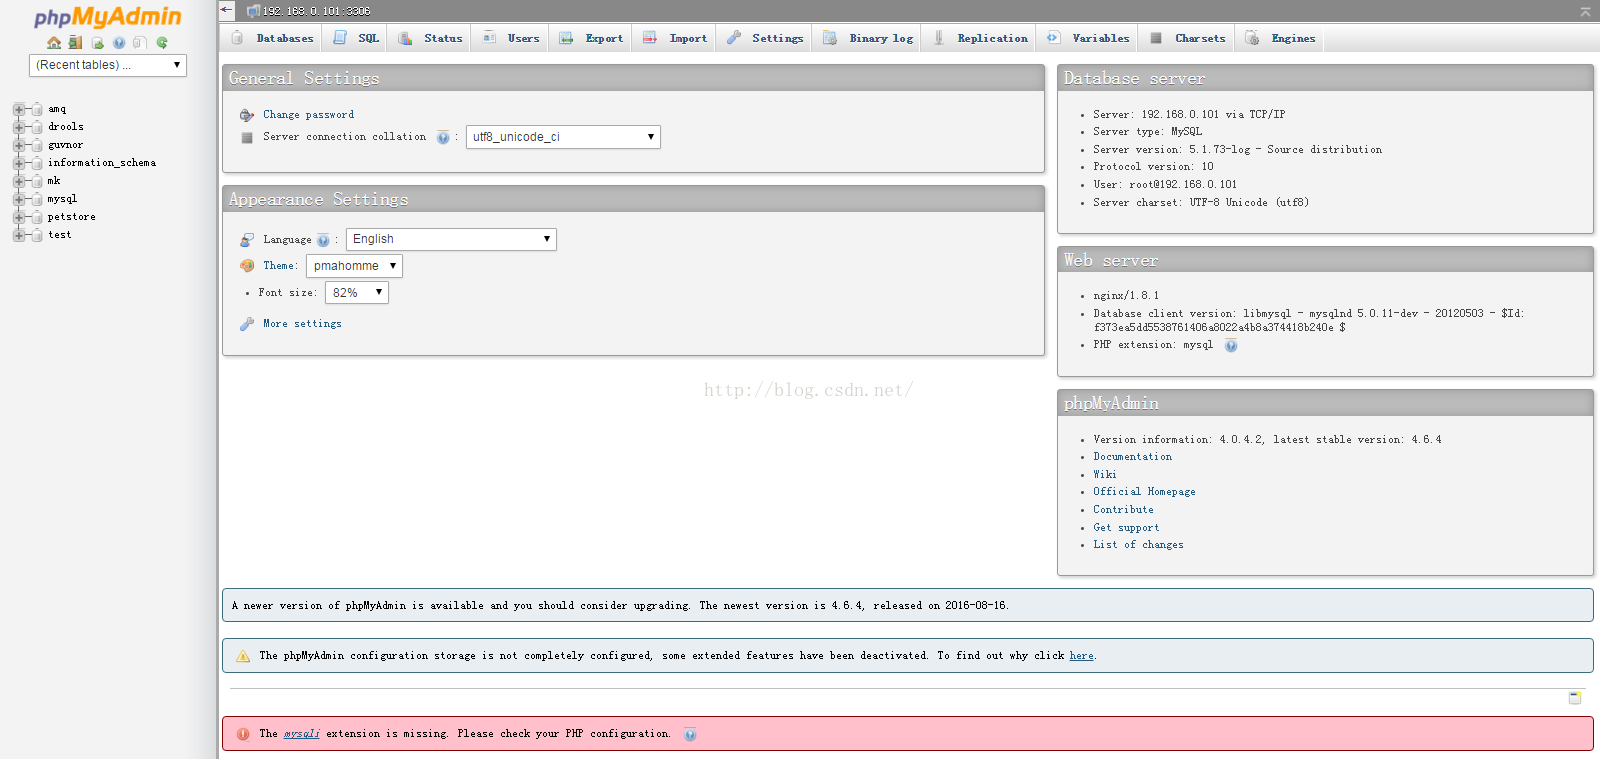 phpMyAdmin
(Recent tables) ...
amq
drools
guvnor
information_schema
mk
mysql
petstore
test
192.168.0.101:3306
Databases
SQL
Status
Users
Export
Import
Settings
Binary log
Replication
Variables
Charsets
Engines
General Settings
Change password
Server connection collation : utf8_unicode_ci
Appearance Settings
Language : English
Theme: pmahomme
Font size: 82%
More settings
Database server
Server: 192.168.0.101 via TCP/IP
Server type: MySQL
Server version: 5.1.73-log - Source distribution
Protocol version: 10
User: root@192.168.0.101
Server charset: UTF-8 Unicode (utf8)
Web server
nginx/1.8.1
Database client version: libmysql - mysqlnd 5.0.11-dev - 20120503 - $Id:
f373ea5dd5538761406a8022a4b8a374418b240e $
PHP extension: mysql
phpMyAdmin
Version information: 4.0.4.2, latest stable version: 4.6.4
Documentation
Wiki
Official Homepage
Contribute
Get support
List of changes
http://blog.csdn.net/
A newer version of phpMyAdmin is available and you should consider upgrading. The newest version is 4.6.4, released on 2016-08-16.
The phpMyAdmin configuration storage is not completely configured, some extended features have been deactivated. To find out why click here.
The mysqli extension is missing. Please check your PHP configuration.